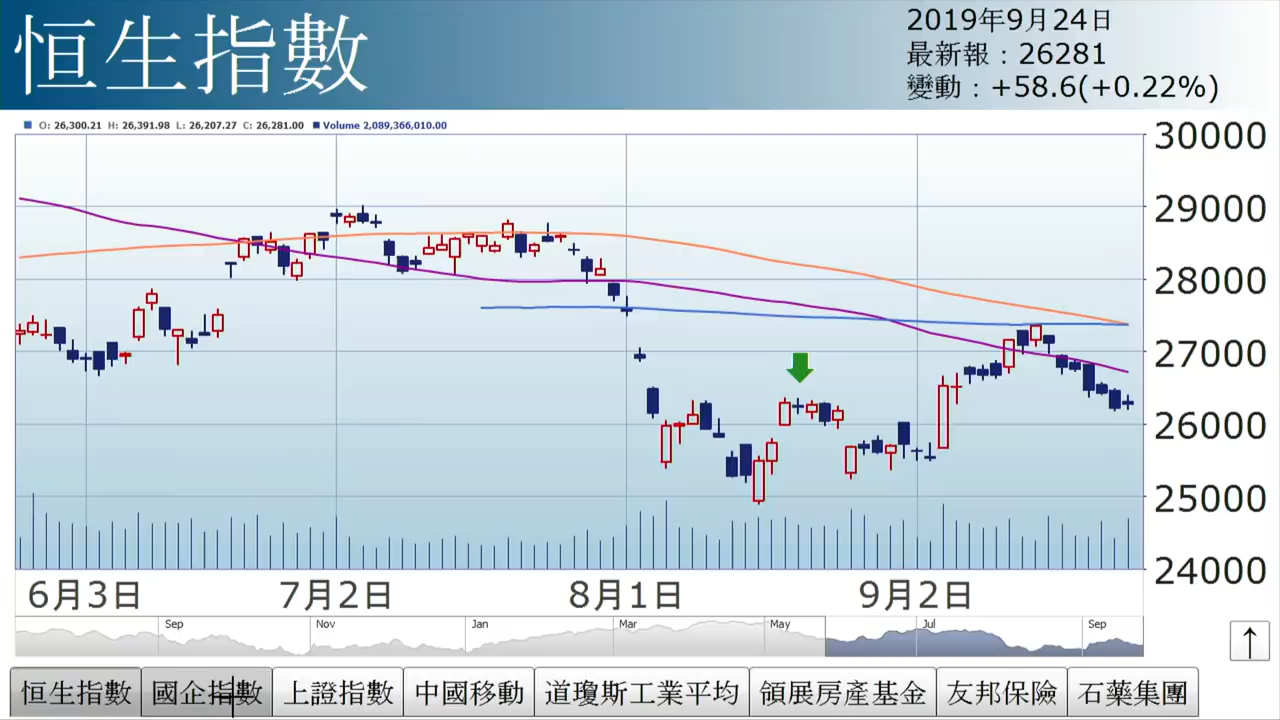 恒生指數
2019年9月24日
最新報：26281
變動：+58.6(+0.22%)
O: 26,300.21 H: 26,391.98 L: 26,207.27 C: 26,281.00 Volume 2,089,366,010.00
30000
29000
28000
27000
26000
25000
24000
6月3日 7月2日 8月1日 9月2日
Sep Nov Jan Mar May Jul Sep
↑
恒生指數 國企指數 上證指數 中國移動 道瓊斯工業平均 領展房產基金 友邦保險 石藥集團